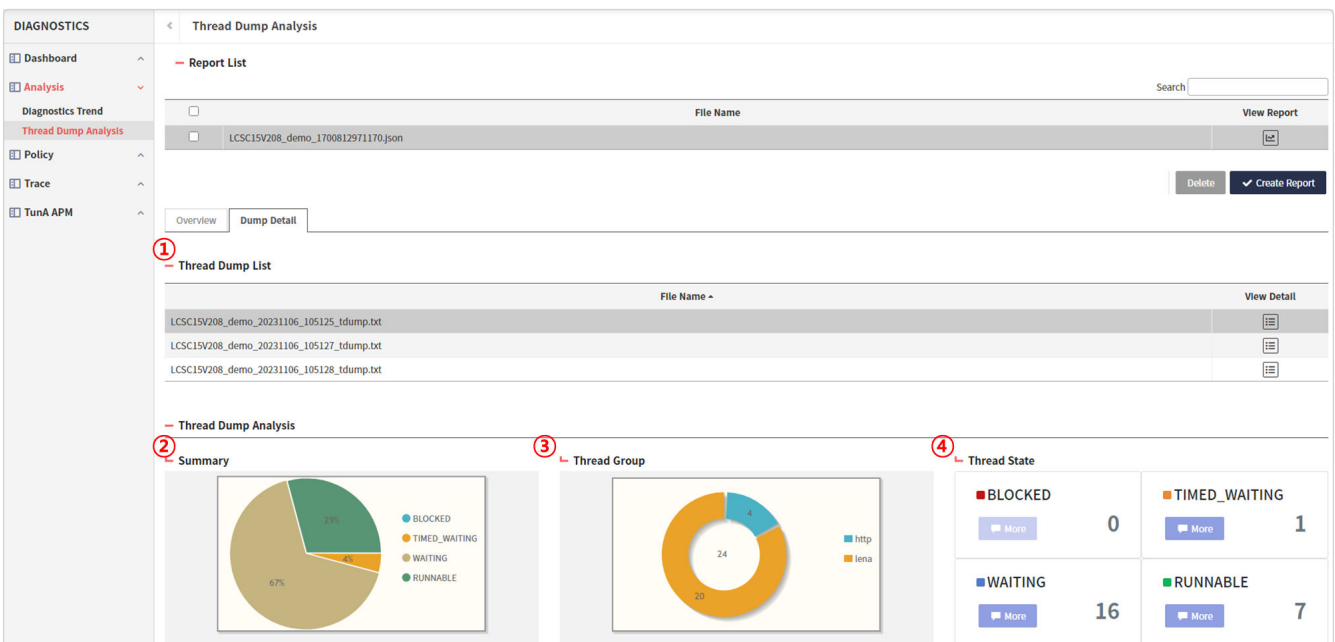 DIAGNOSTICS
Thread Dump Analysis
Dashboard
Analysis
Diagnostics Trend
Thread Dump Analysis
Policy
Trace
TunA APM
Report List
Search
File Name
View Report
LCSC15V208_demo_1700812971170.json
Delete
Create Report
Overview
Dump Detail
①
Thread Dump List
File Name
View Detail
LCSC15V208_demo_20231106_105125_tdump.txt
LCSC15V208_demo_20231106_105127_tdump.txt
LCSC15V208_demo_20231106_105128_tdump.txt
Thread Dump Analysis
②
Summary
29%
4%
67%
BLOCKED
TIMED_WAITING
WAITING
RUNNABLE
③
Thread Group
4
24
20
http
lena
④
Thread State
BLOCKED
More
0
TIMED_WAITING
More
1
WAITING
More
16
RUNNABLE
More
7